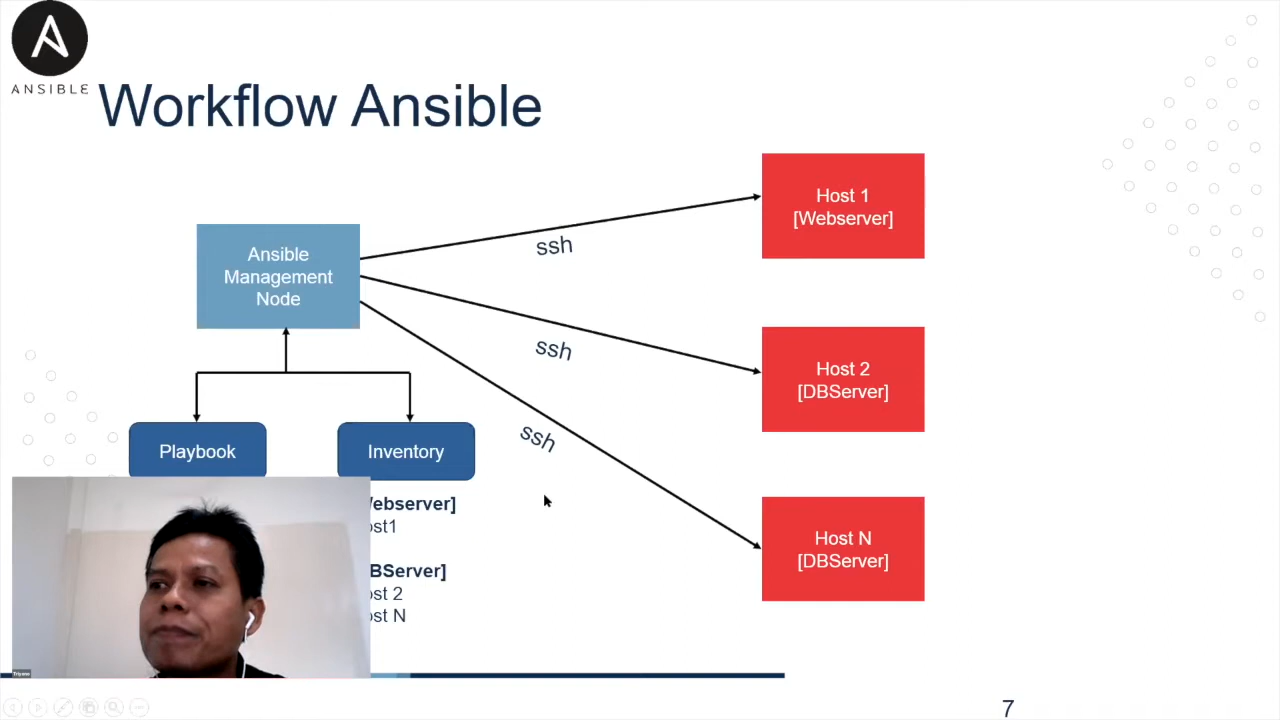 ANSIBLE
Workflow Ansible
Ansible
Management
Node
ssh
ssh
ssh
Host 1
[Webserver]
Host 2
[DBServer]
Host N
[DBServer]
Playbook
Inventory
Webserver]
ost1
BServer]
ost 2
ost N
Triyono
7